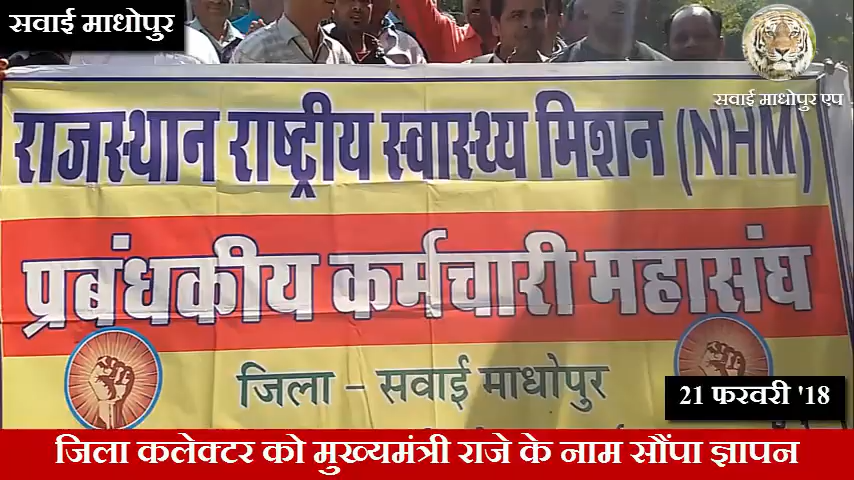 सवाई माधोपुर
सवाई माधोपुर एप
राजस्थान राष्ट्रीय स्वास्थ्य मिशन (NHM)
प्रबंधकीय कर्मचारी महासंघ
जिला - सवाई माधोपुर
21 फरवरी '18
जिला कलेक्टर को मुख्यमंत्री राजे के नाम सौंपा ज्ञापन